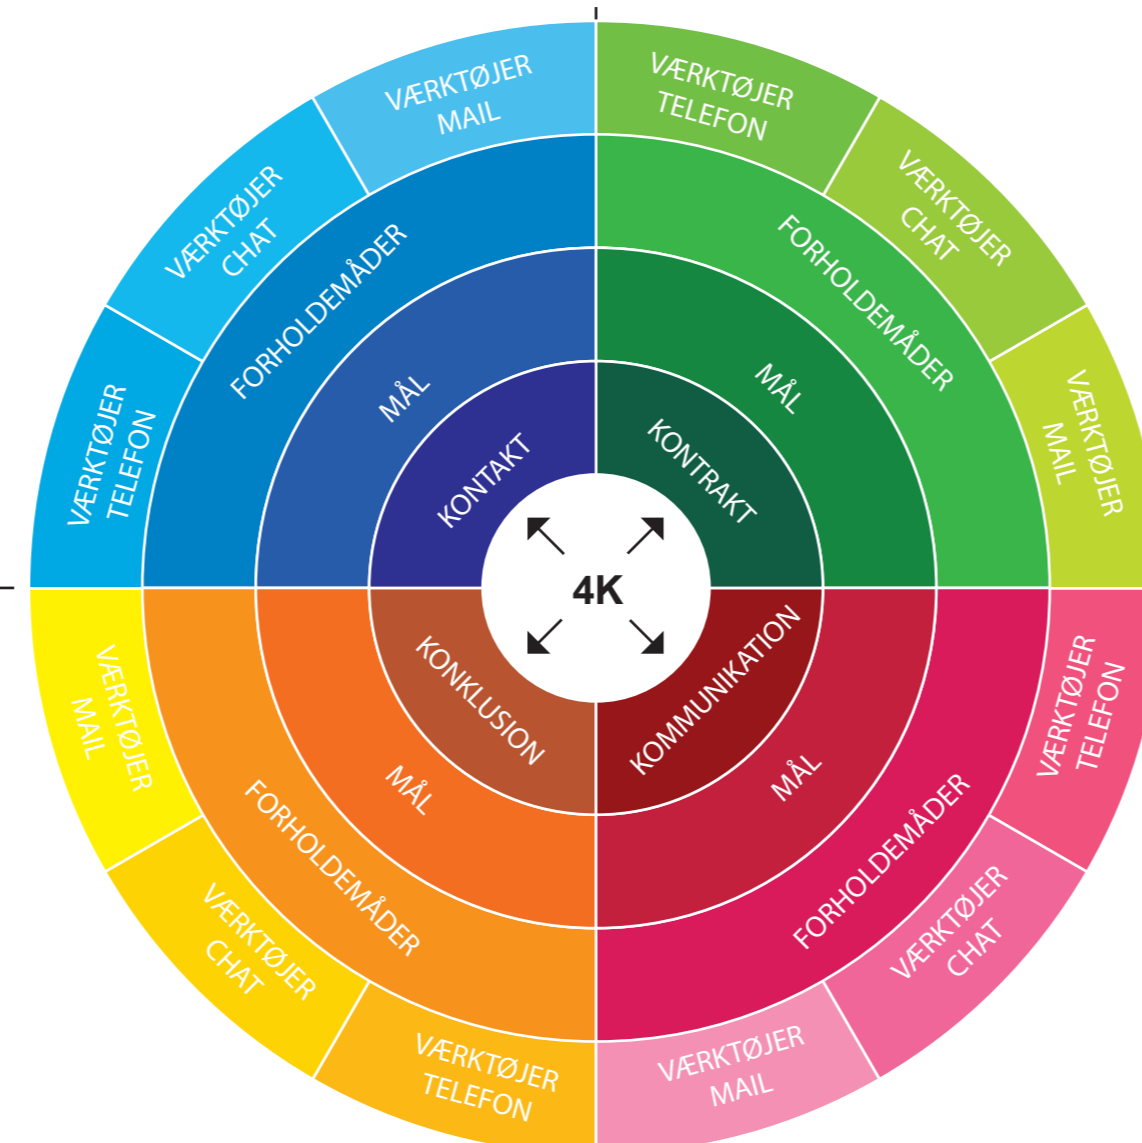 VÆRKTØJER
MAIL
VÆRKTØJER
CHAT
VÆRKTØJER
TELEFON
FORHOLDEMÅDER
MÅL
KONTAKT
VÆRKTØJER
TELEFON
VÆRKTØJER
CHAT
VÆRKTØJER
MAIL
FORHOLDEMÅDER
MÅL
KONTRAKT
4K
KONKLUSION
MÅL
FORHOLDEMÅDER
VÆRKTØJER
MAIL
VÆRKTØJER
CHAT
VÆRKTØJER
TELEFON
KOMMUNIKATION
MÅL
FORHOLDEMÅDER
VÆRKTØJER
TELEFON
VÆRKTØJER
CHAT
VÆRKTØJER
MAIL